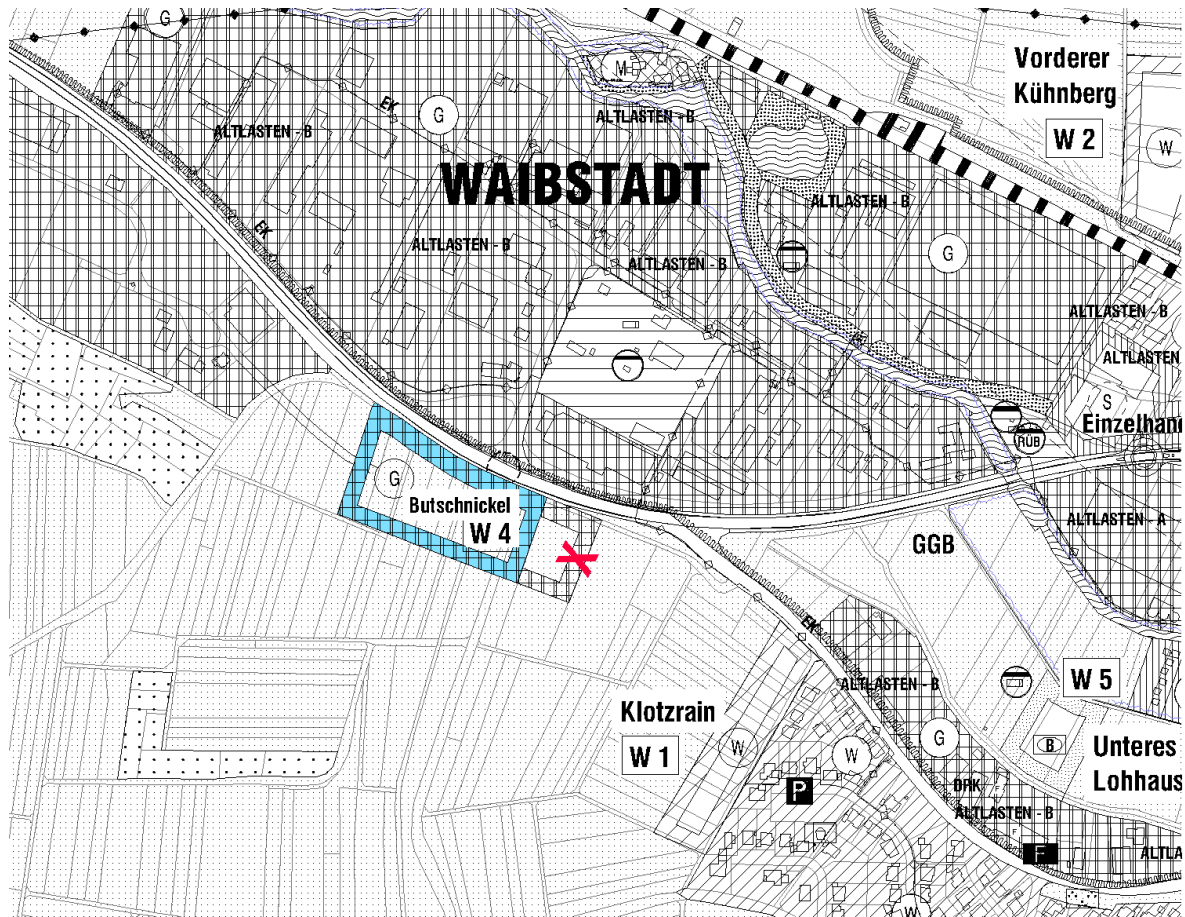 G
Vorderer
Kühnberg
W 2
W
M
EK
G
ALTLASTEN - B
ALTLASTEN - B
WAIBSTADT
ALTLASTEN - B
EK
ALTLASTEN - B
ALTLASTEN - B
G
ALTLASTEN - B
ALTLASTEN
S
Einzelhand
RÜB
G
Butschnickel
W 4
ALTLASTEN - A
GGB
EK
ALTLASTEN - B
W 5
Klotzrain
W 1
W
W
G
B
Unteres
Lohhaus
P
DRK
F
ALTLASTEN - B
F
F
ALTLA
W